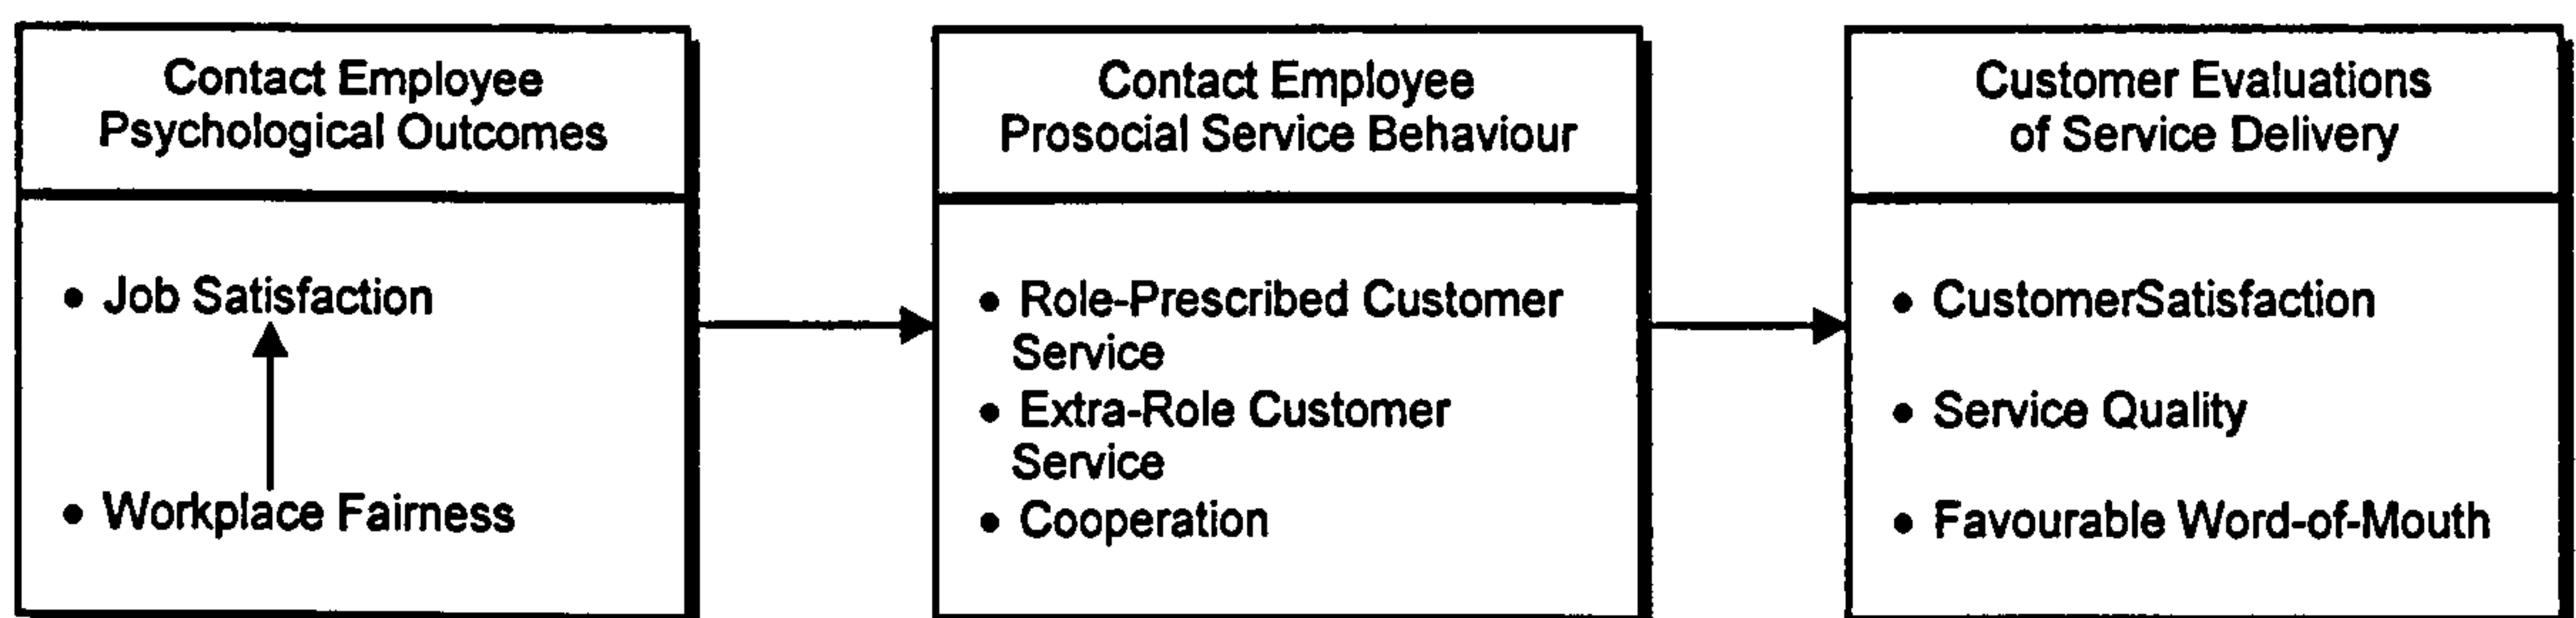 Contact Employee
Psychological Outcomes
• Job Satisfaction
• Workplace Fairness
Contact Employee
Prosocial Service Behaviour
• Role-Prescribed Customer
Service
• Extra-Role Customer
Service
• Cooperation
Customer Evaluations
of Service Delivery
• CustomerSatisfaction
• Service Quality
• Favourable Word-of-Mouth